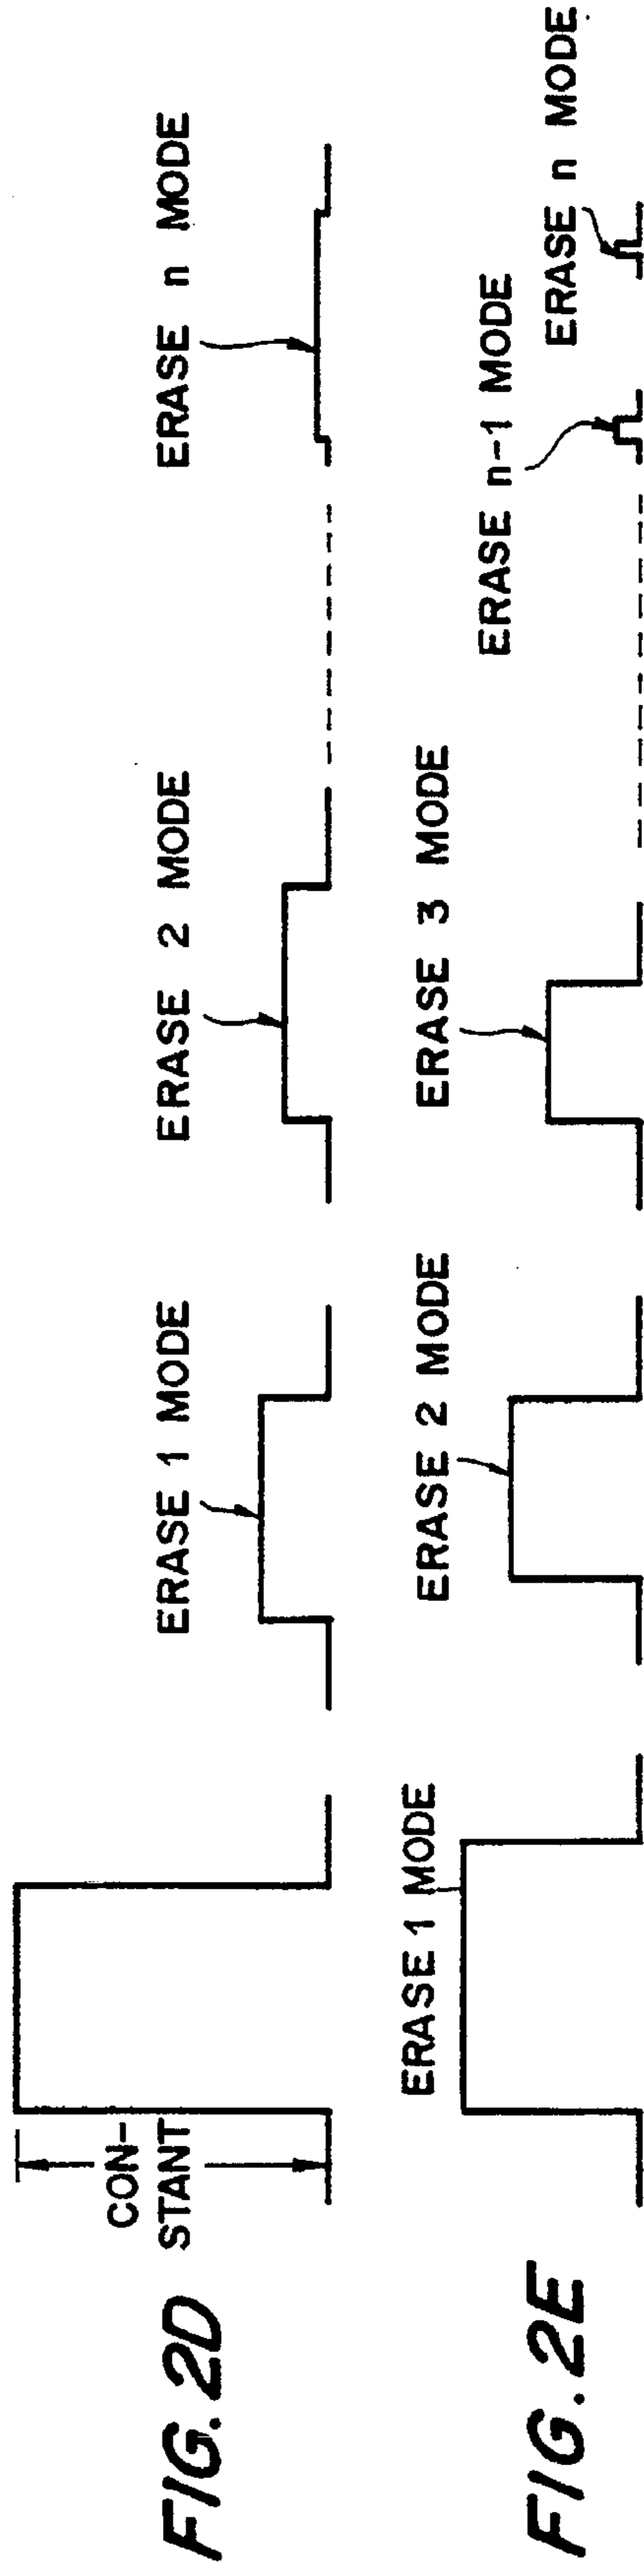 FIG. 2D
CON-
STANT
ERASE 1 MODE
ERASE 2 MODE
ERASE n MODE
FIG. 2E
ERASE 1 MODE
ERASE 2 MODE
ERASE 3 MODE
ERASE n-1 MODE
ERASE n MODE